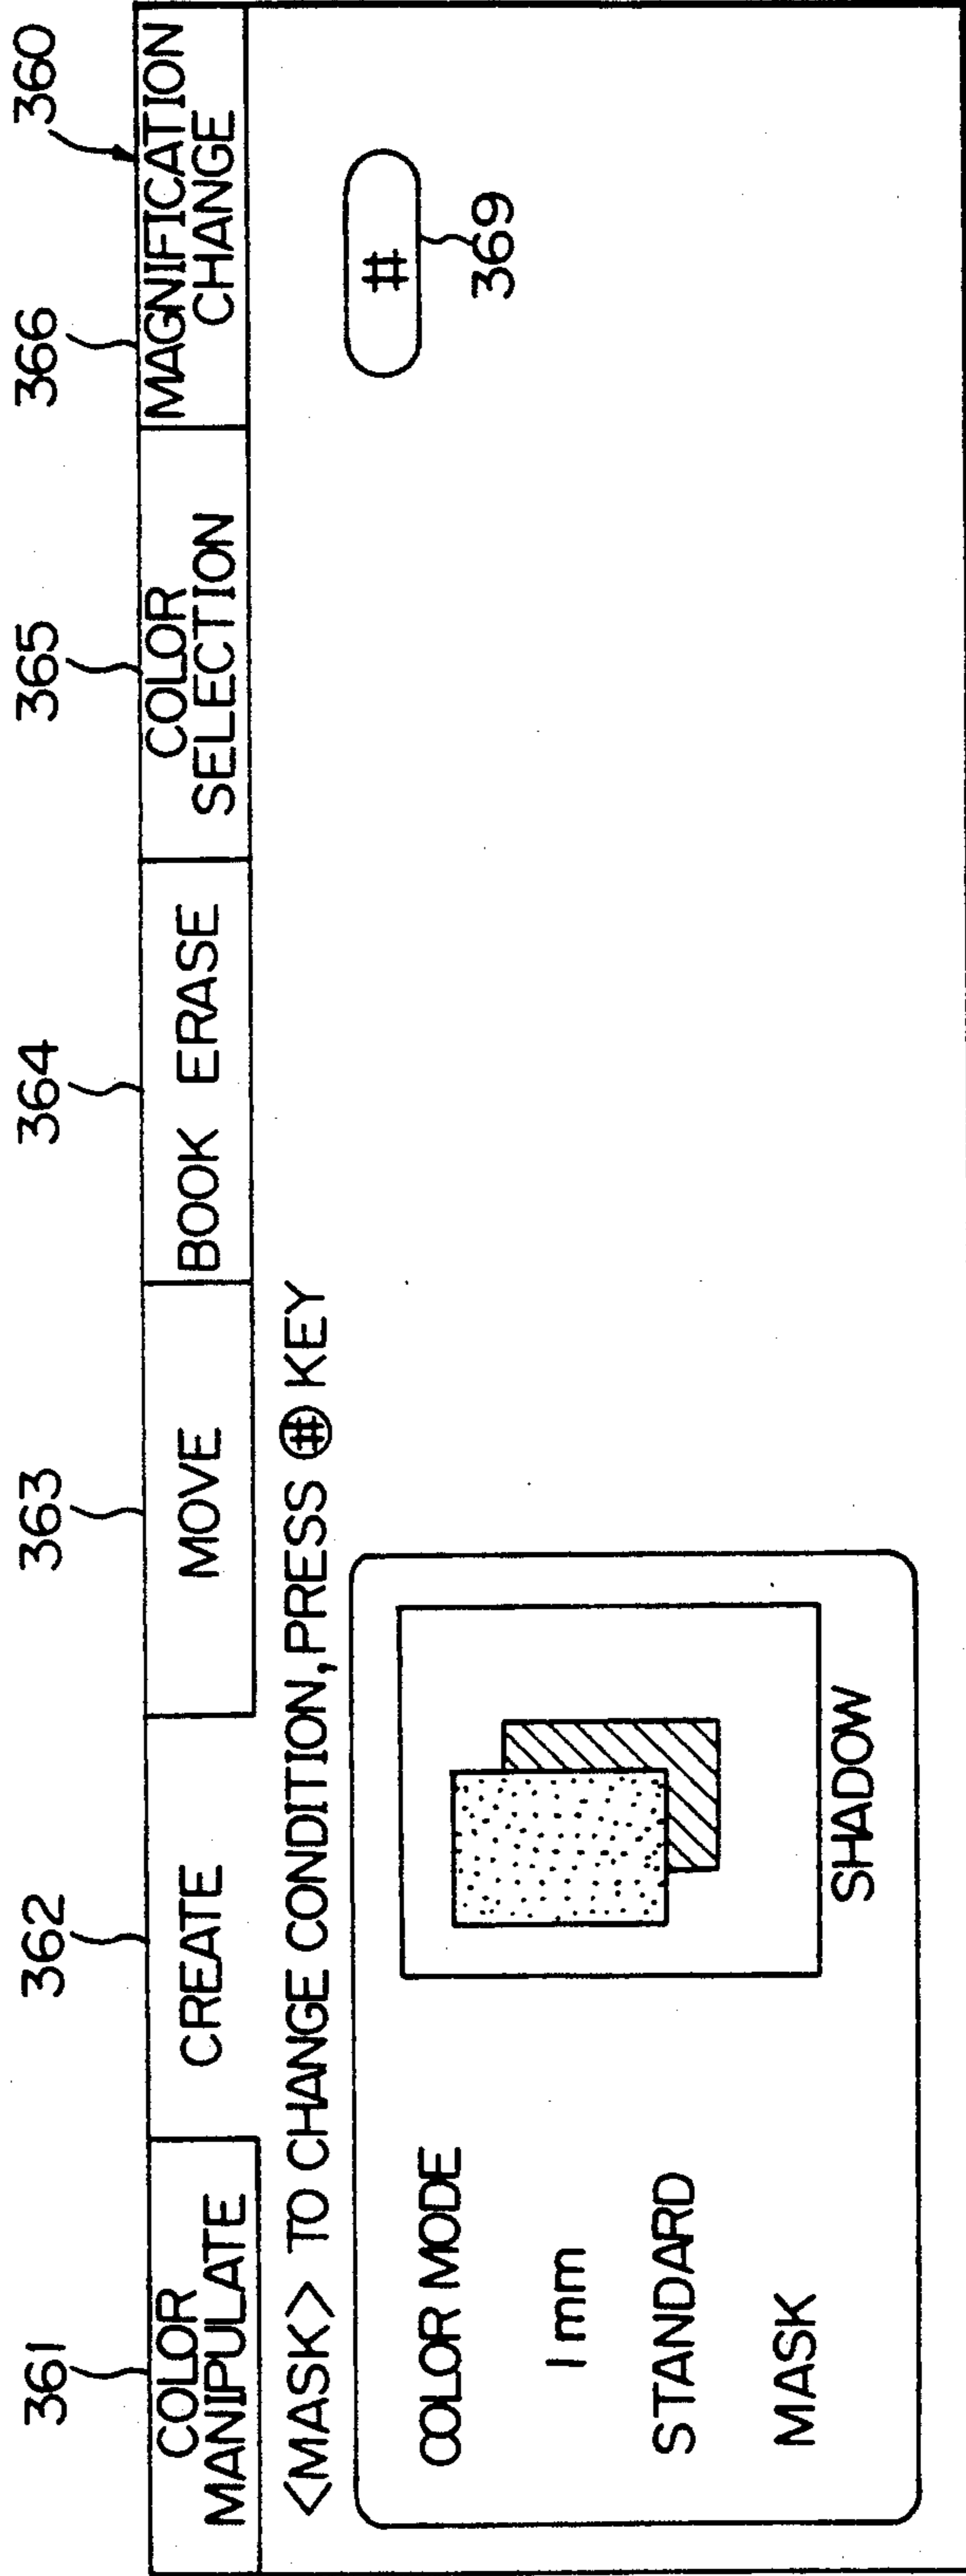 361
362
363
364
365
366
360
COLOR
MANIPULATE
CREATE
MOVE
BOOK ERASE
COLOR
SELECTION
MAGNIFICATION
CHANGE
<MASK> TO CHANGE CONDITION, PRESS # KEY
COLOR MODE
1 mm
STANDARD
MASK
SHADOW
#
369